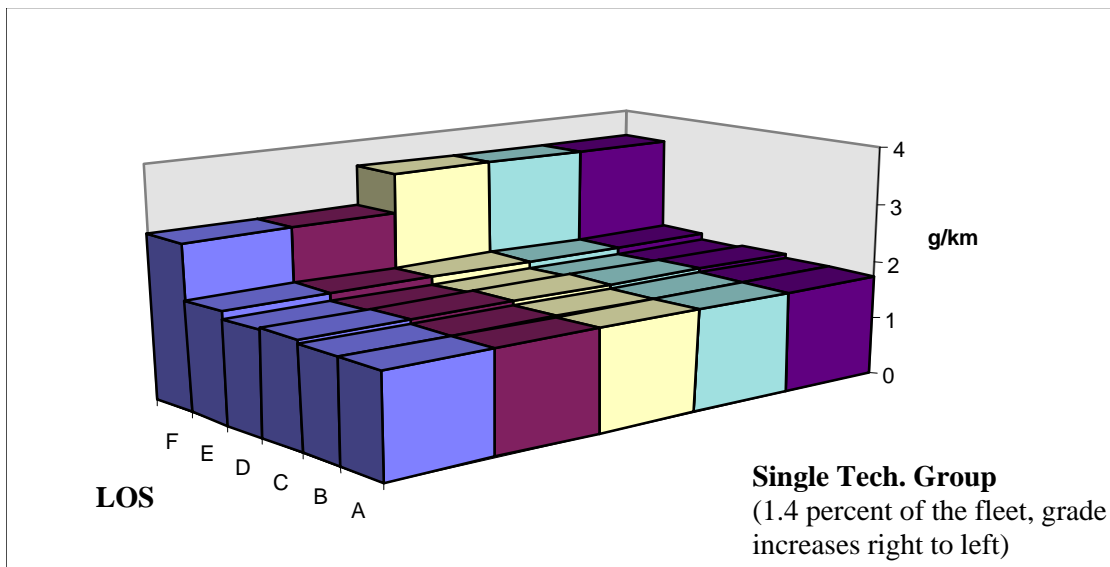 4
3
g/km
2
1
0
F
E
D
C
B
A
LOS
Single Tech. Group
(1.4 percent of the fleet, grade
increases right to left)